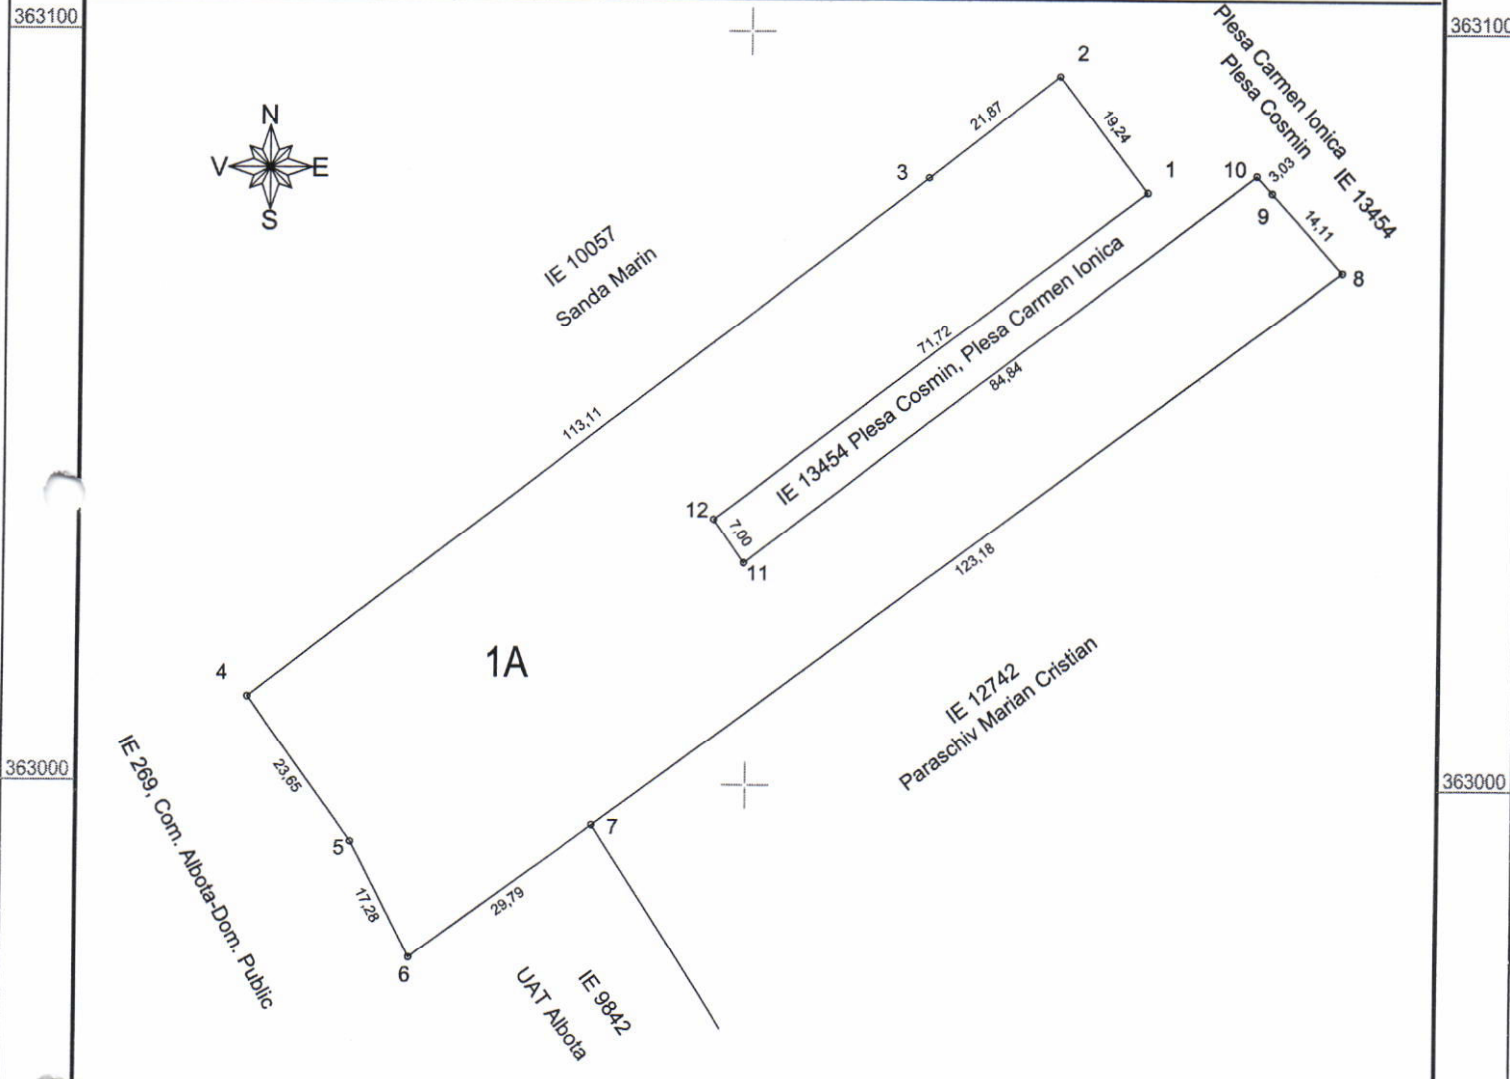 363100
363100
Plesa Carmen Ionica
Plesa Cosmin
IE 13454
N
V
E
S
2
21,87
19,24
3
1
10
3,03
9
14,11
8
IE 10057
Sanda Marin
71,72
IE 13454 Plesa Cosmin, Plesa Carmen Ionica
84,84
113,11
12
7,00
11
123,18
1A
4
IE 12742
Paraschiv Marian Cristian
23,65
IE 269, Com. Albota-Dom. Public
363000
363000
5
7
17,28
29,79
6
IE 9842
UAT Albota